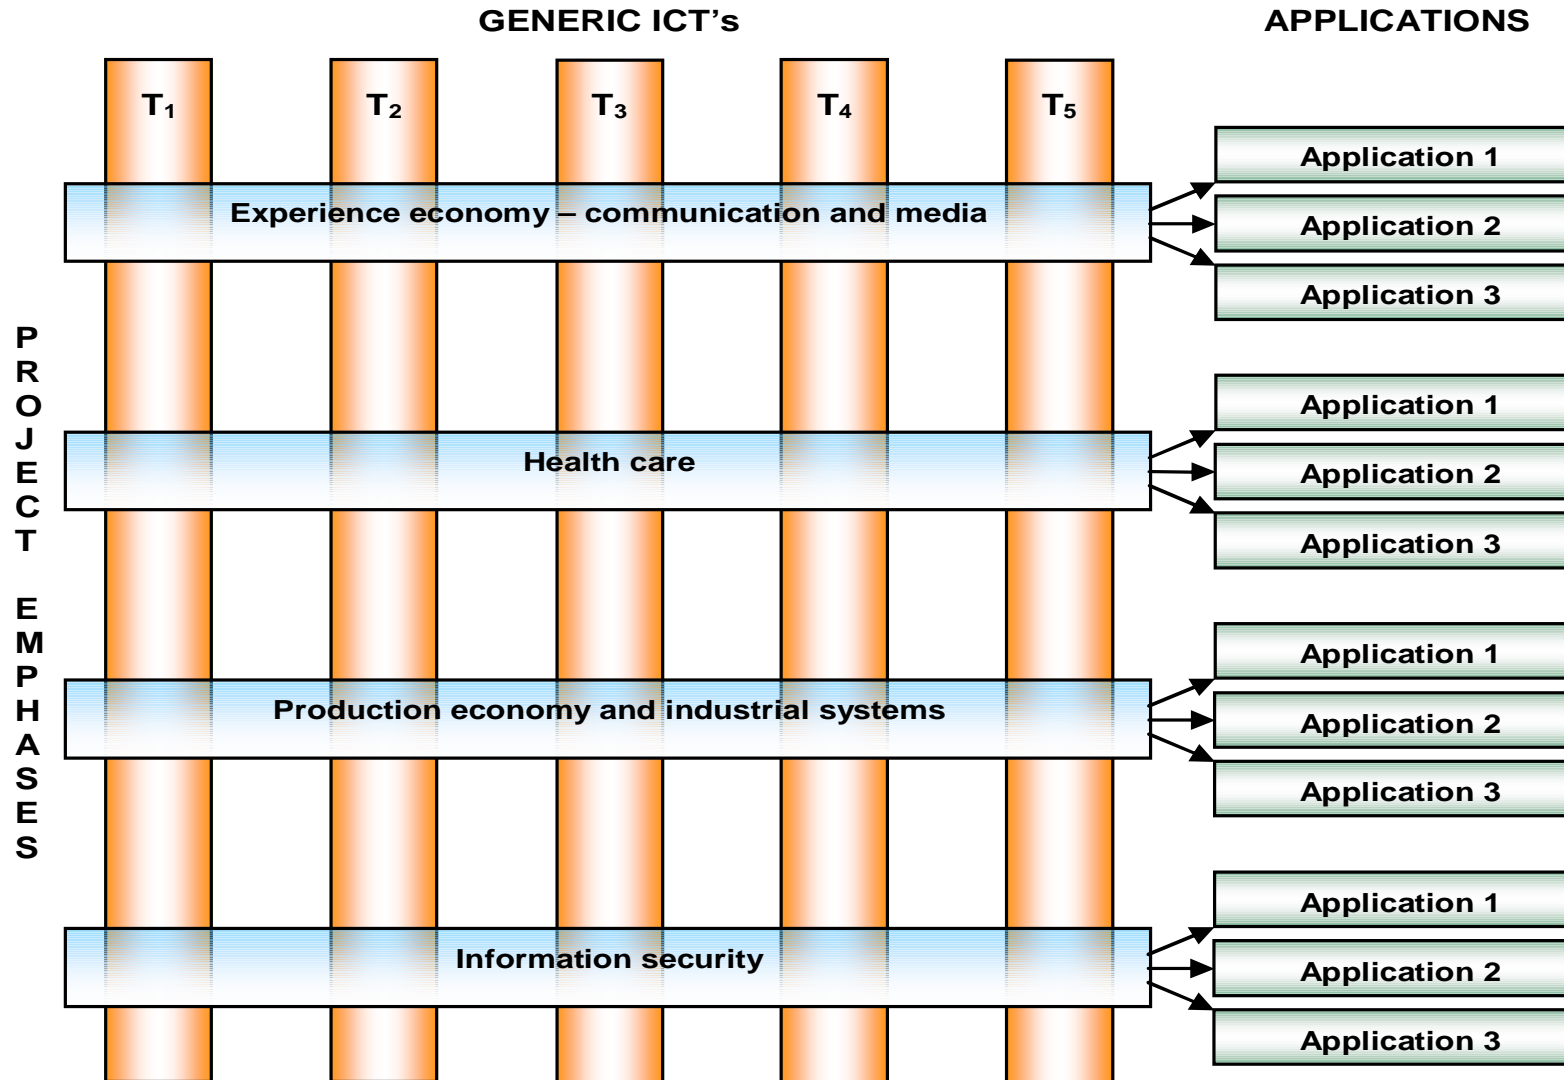 GENERIC ICT’s
APPLICATIONS
T₁
T₂
T₃
T₄
T₅
PROJECT EMPHASES
Experience economy – communication and media
Application 1
Application 2
Application 3
Health care
Application 1
Application 2
Application 3
Production economy and industrial systems
Application 1
Application 2
Application 3
Information security
Application 1
Application 2
Application 3